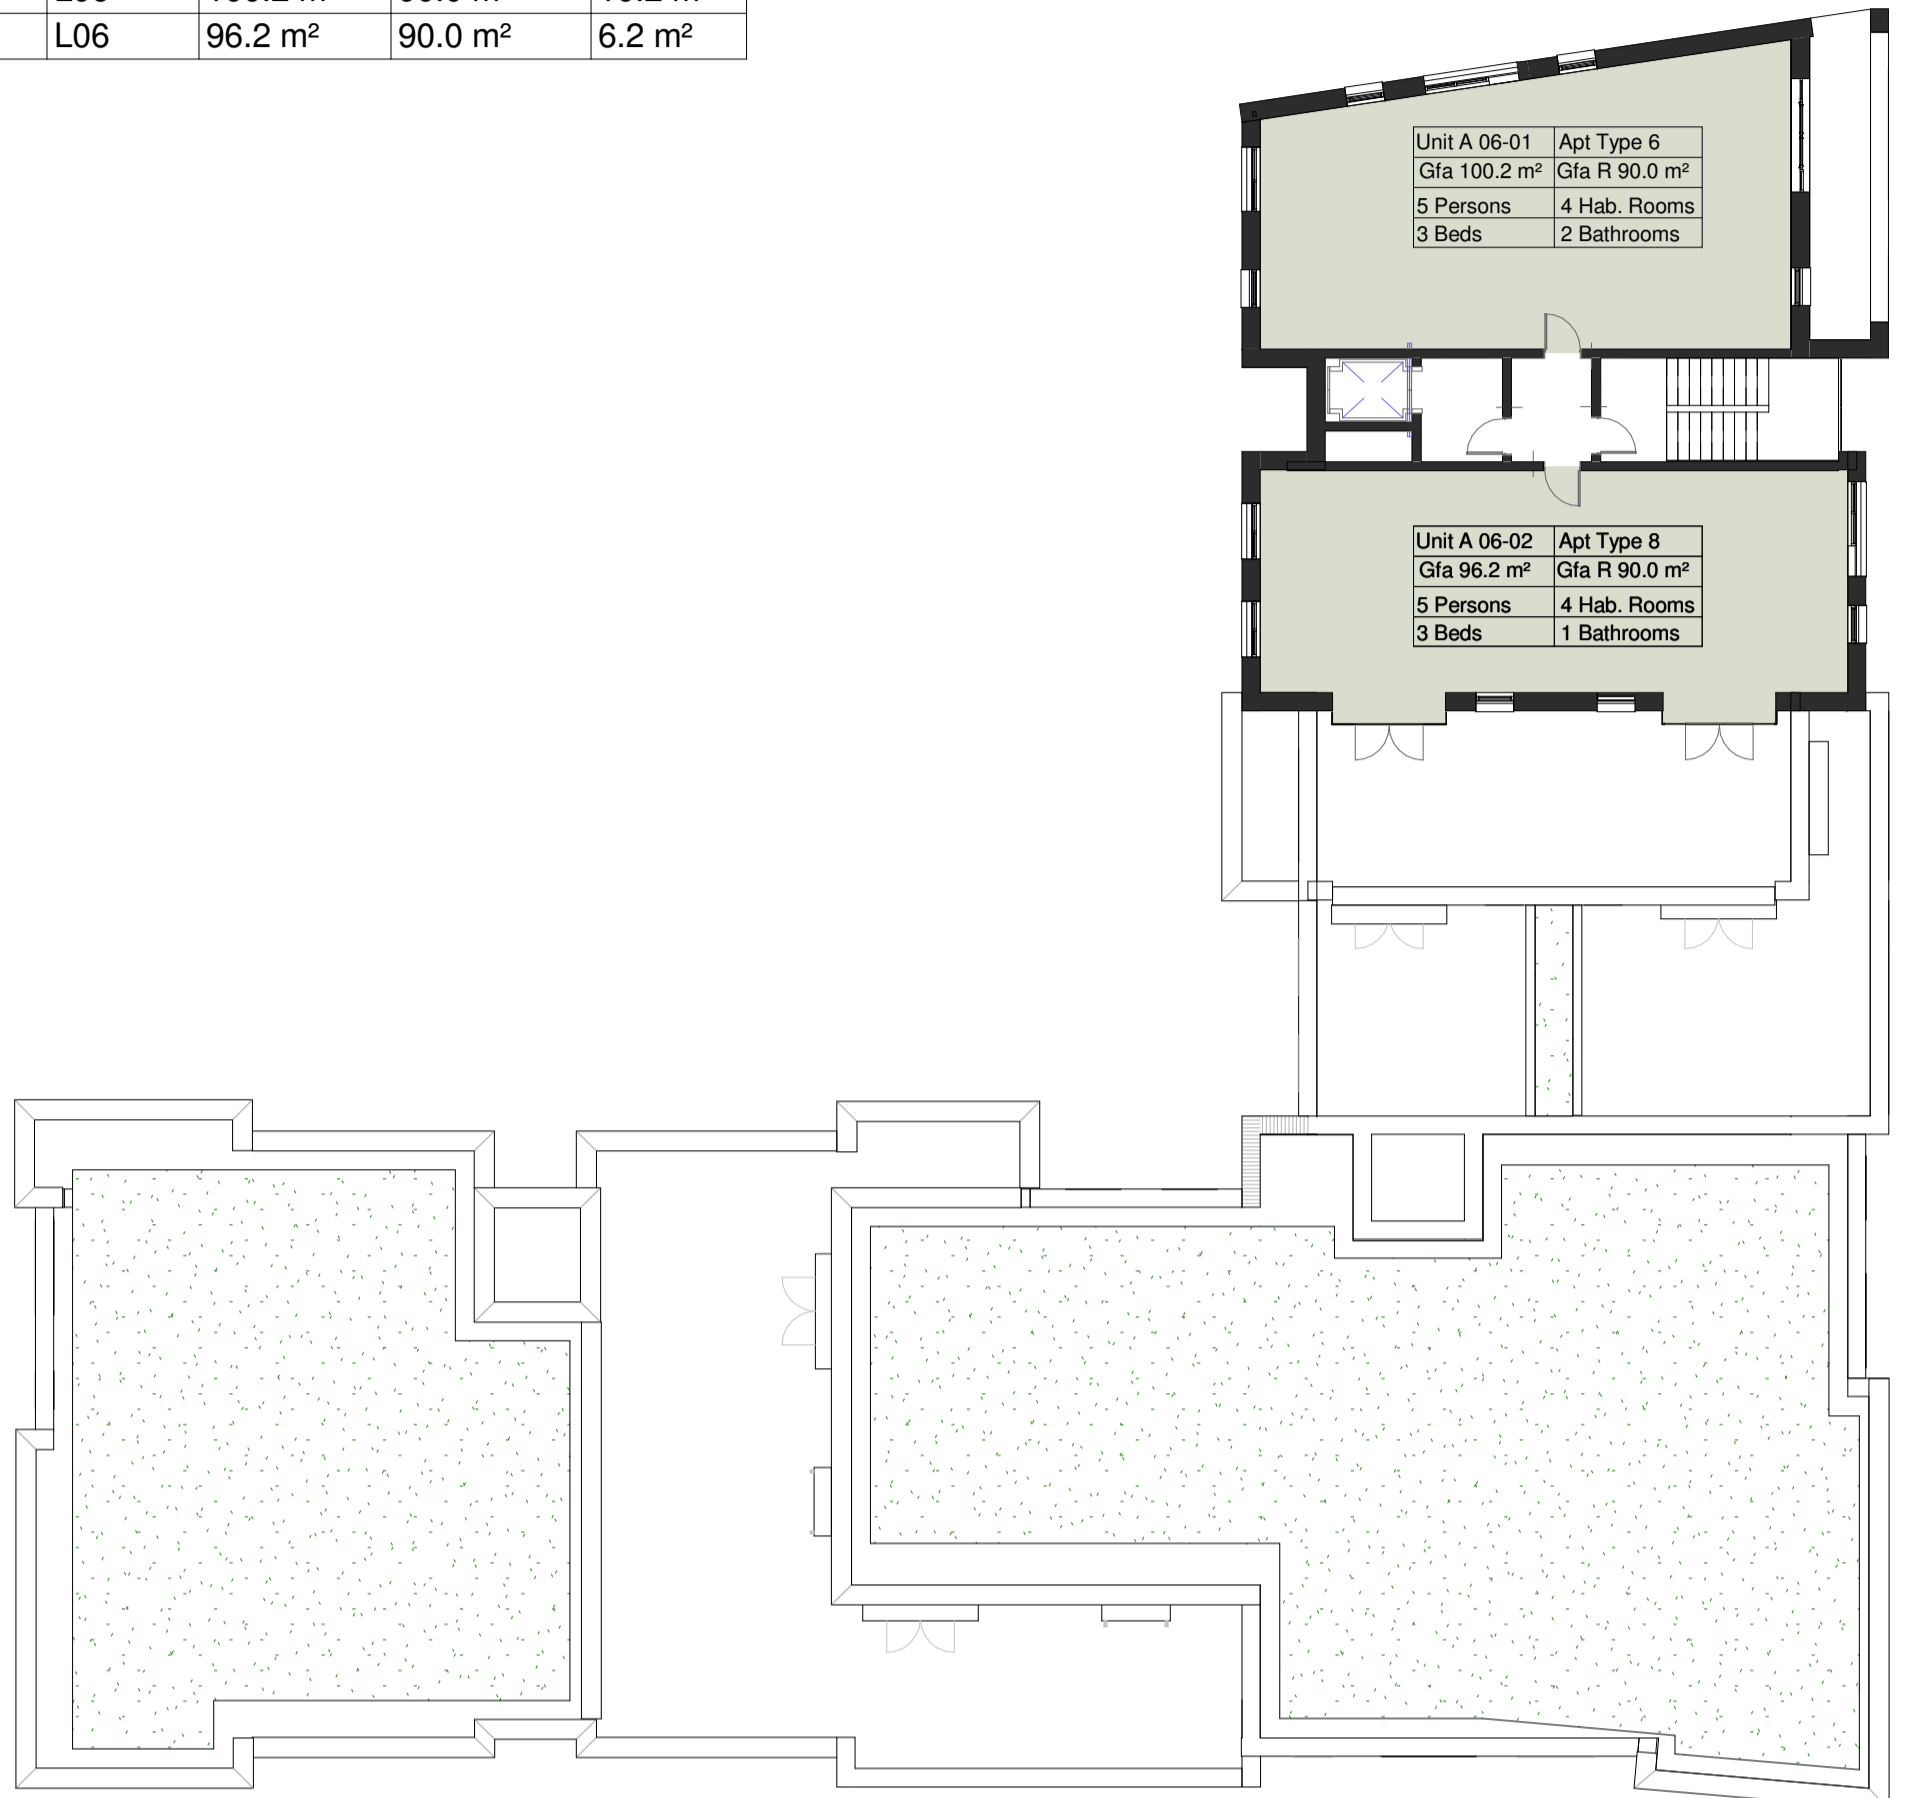 L06 96.2 m² 90.0 m² 6.2 m²
Unit A 06-01 Apt Type 6
Gfa 100.2 m² Gfa R 90.0 m²
5 Persons 4 Hab. Rooms
3 Beds 2 Bathrooms
Unit A 06-02 Apt Type 8
Gfa 96.2 m² Gfa R 90.0 m²
5 Persons 4 Hab. Rooms
3 Beds 1 Bathrooms